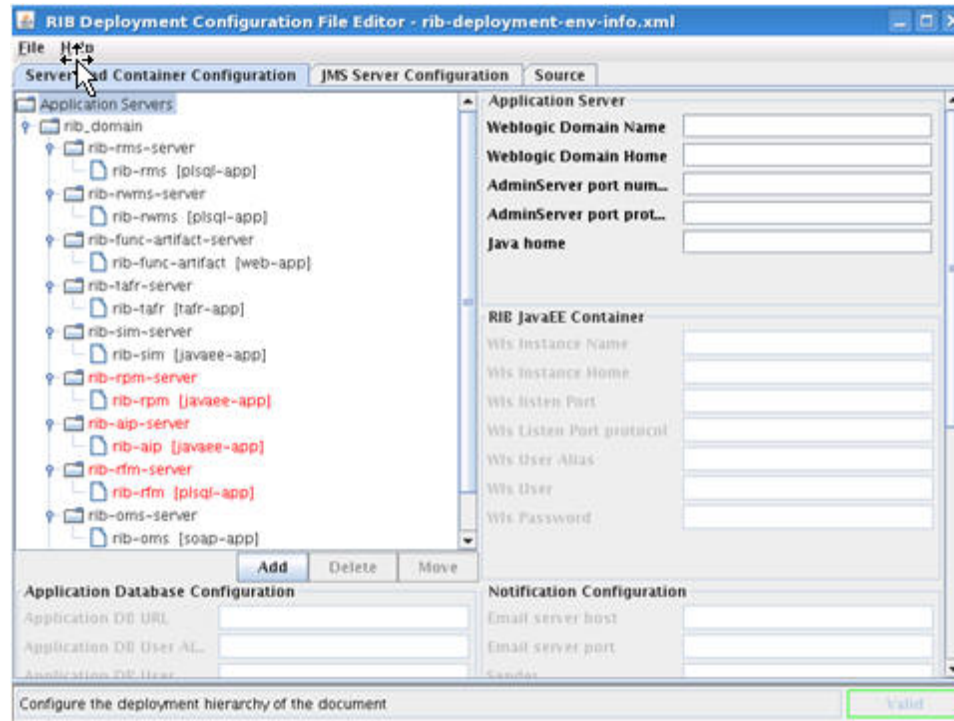 RIB Deployment Configuration File Editor - rib-deployment-env-info.xml
File Help
Server and Container Configuration JMS Server Configuration Source
Application Servers
rib_domain
rib-rms-server
rib-rms [plsql-app]
rib-rwms-server
rib-rwms [plsql-app]
rib-func-artifact-server
rib-func-artifact [web-app]
rib-tafr-server
rib-tafr [tafr-app]
rib-sim-server
rib-sim [javaee-app]
rib-rpm-server
rib-rpm [javaee-app]
rib-aip-server
rib-aip [javaee-app]
rib-rfm-server
rib-rfm [plsql-app]
rib-oms-server
rib-oms [soap-app]
Add Delete Move
Application Database Configuration
Application DB URL
Application DB User AL...
Application DB User
Application Server
Weblogic Domain Name
Weblogic Domain Home
AdminServer port num...
AdminServer port prot...
Java home
RIB JavaEE Container
Wls Instance Name
Wls Instance Home
Wls listen Port
Wls Listen Port protocol
Wls User Alias
Wls User
Wls Password
Notification Configuration
Email server host
Email server port
Sender
Configure the deployment hierarchy of the document
Valid